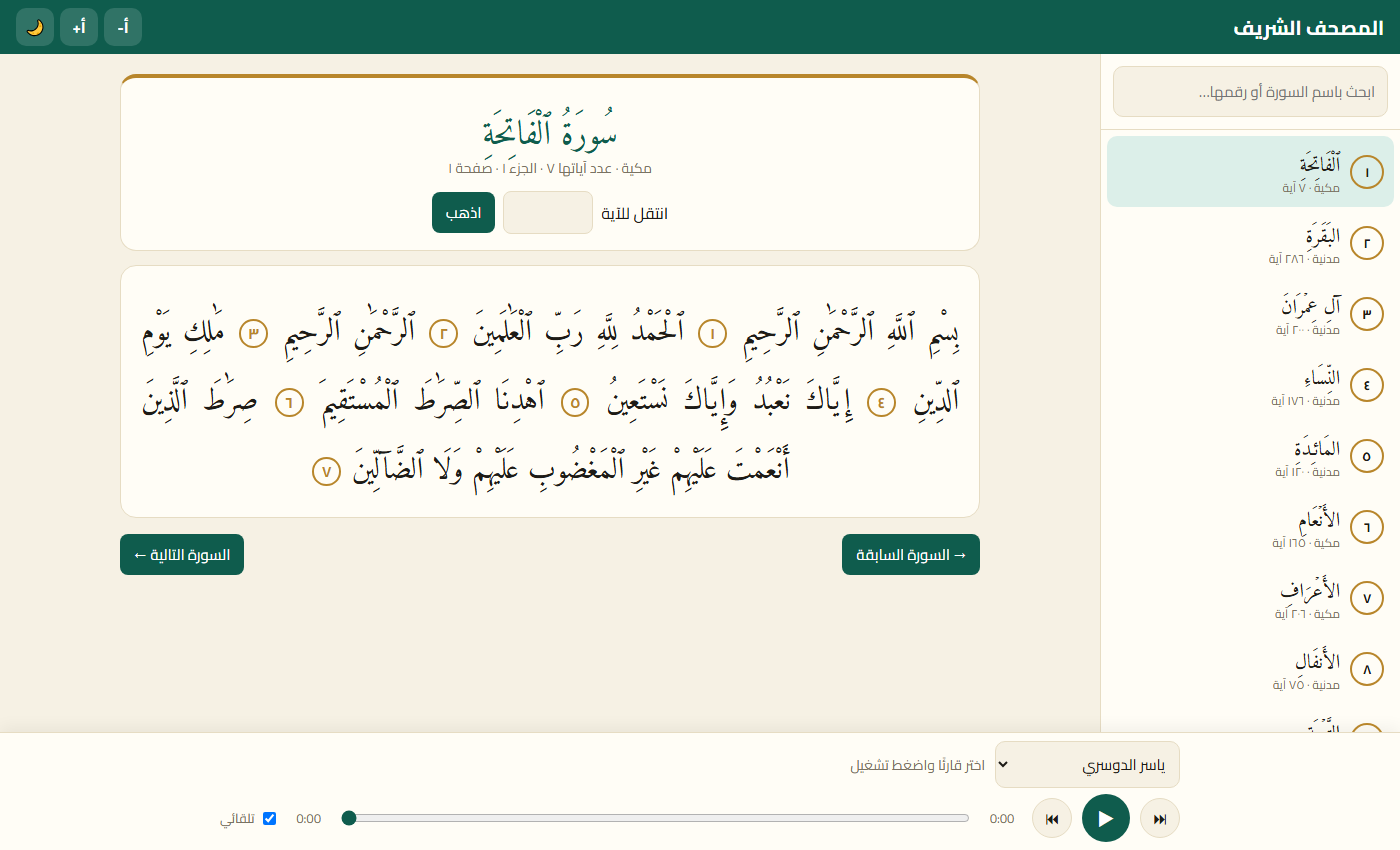 المصحف الشريف
أ-
أ+
ابحث باسم السورة أو رقمها...
١
ٱلْفَاتِحَةِ
مكية · ٧ آية
٢
البَقَرَةِ
مدنية · ٢٨٦ آية
٣
آلِ عِمۡرَانَ
مدنية · ٢٠٠ آية
٤
النِّسَاءِ
مدنية · ١٧٦ آية
٥
المَائـِدَةِ
مدنية · ١٢٠ آية
٦
الأَنۡعَامِ
مكية · ١٦٥ آية
٧
الأَعۡرَافِ
مكية · ٢٠٦ آية
٨
الأَنفَالِ
مدنية · ٧٥ آية
سُورَةُ ٱلْفَاتِحَةِ
مكية · عدد آياتها ٧ · الجزء ١ · صفحة ١
انتقل للآية
اذهب
بِسْمِ ٱللَّهِ ٱلرَّحْمَٰنِ ٱلرَّحِيمِ ١ ٱلْحَمْدُ لِلَّهِ رَبِّ ٱلْعَٰلَمِينَ ٢ ٱلرَّحْمَٰنِ ٱلرَّحِيمِ ٣ مَٰلِكِ يَوْمِ
ٱلدِّينِ ٤ إِيَّاكَ نَعْبُدُ وَإِيَّاكَ نَسْتَعِينُ ٥ ٱهْدِنَا ٱلصِّرَٰطَ ٱلْمُسْتَقِيمَ ٦ صِرَٰطَ ٱلَّذِينَ
أَنْعَمْتَ عَلَيْهِمْ غَيْرِ ٱلْمَغْضُوبِ عَلَيْهِمْ وَلَا ٱلضَّآلِّينَ ٧
→ السورة السابقة
السورة التالية ←
ياسر الدوسري
اختر قارئًا واضغط تشغيل
0:00
0:00
تلقائي